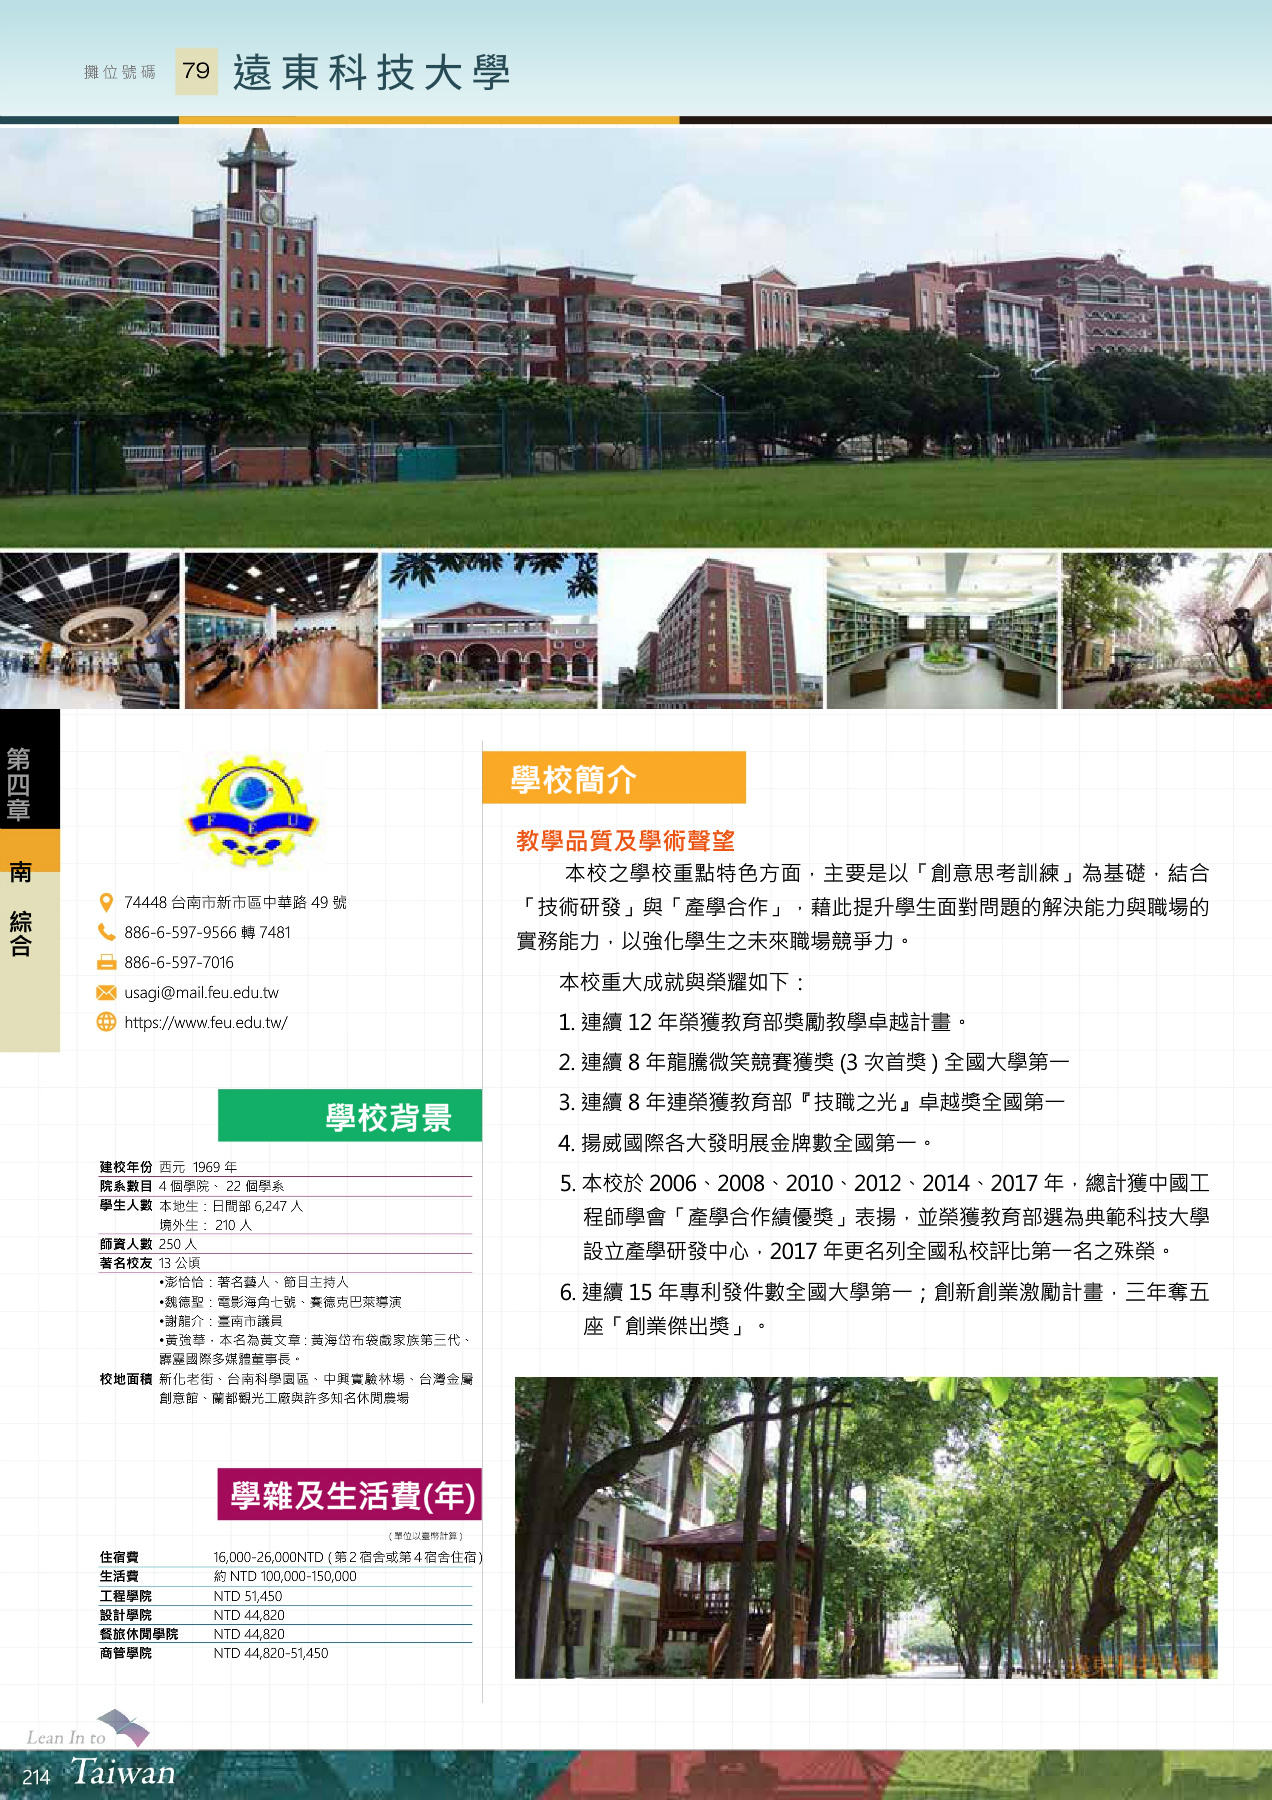 攤位號碼 79 遠東科技大學
遠東科技大學
第四章
南
綜合
F E U
74448 台南市新市區中華路 49 號
886-6-597-9566 轉 7481
886-6-597-7016
usagi@mail.feu.edu.tw
https://www.feu.edu.tw/
學校背景
建校年份 西元 1969 年
院系數目 4 個學院、 22 個學系
學生人數 本地生：日間部 6,247 人
境外生： 210 人
師資人數 250 人
著名校友 13 公頃
•澎恰恰：著名藝人、節目主持人
•魏德聖：電影海角七號、賽德克巴萊導演
•謝龍介：臺南市議員
•黃強華，本名為黃文章 : 黃海岱布袋戲家族第三代、
霹靂國際多媒體董事長。
校地面積 新化老街、台南科學園區、中興實驗林場、台灣金屬
創意館、蘭都觀光工廠與許多知名休閒農場
學雜及生活費(年)
( 單位以臺幣計算 )
住宿費 16,000-26,000NTD ( 第 2 宿舍或第 4 宿舍住宿 )
生活費 約 NTD 100,000-150,000
工程學院 NTD 51,450
設計學院 NTD 44,820
餐旅休閒學院 NTD 44,820
商管學院 NTD 44,820-51,450
學校簡介
教學品質及學術聲望
本校之學校重點特色方面，主要是以「創意思考訓練」為基礎，結合
「技術研發」與「產學合作」，藉此提升學生面對問題的解決能力與職場的
實務能力，以強化學生之未來職場競爭力。
本校重大成就與榮耀如下：
1. 連續 12 年榮獲教育部獎勵教學卓越計畫。
2. 連續 8 年龍騰微笑競賽獲獎 (3 次首獎 ) 全國大學第一
3. 連續 8 年連榮獲教育部『技職之光』卓越獎全國第一
4. 揚威國際各大發明展金牌數全國第一。
5. 本校於 2006、2008、2010、2012、2014、2017 年，總計獲中國工
程師學會「產學合作績優獎」表揚，並榮獲教育部選為典範科技大學
設立產學研發中心，2017 年更名列全國私校評比第一名之殊榮。
6. 連續 15 年專利發件數全國大學第一；創新創業激勵計畫，三年奪五
座「創業傑出獎」。
遠東科技大學
Lean In to
214 Taiwan